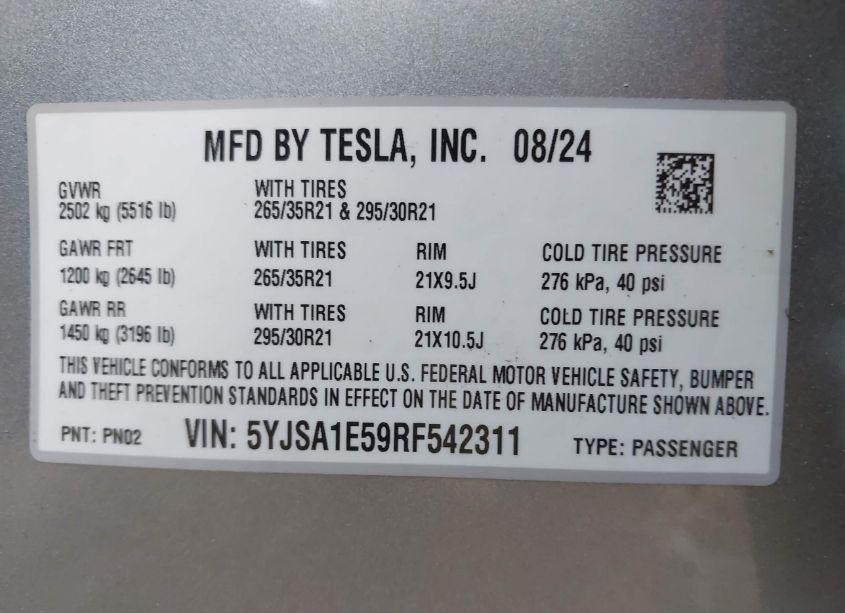 MFD BY TESLA, INC. 08/24
GVWR WITH TIRES
2502 kg (5516 lb) 265/35R21 & 295/30R21
GAWR FRT WITH TIRES RIM COLD TIRE PRESSURE
1200 kg (2645 lb) 265/35R21 21X9.5J 276 kPa, 40 psi
GAWR RR WITH TIRES RIM COLD TIRE PRESSURE
1450 kg (3196 lb) 295/30R21 21X10.5J 276 kPa, 40 psi
THIS VEHICLE CONFORMS TO ALL APPLICABLE U.S. FEDERAL MOTOR VEHICLE SAFETY, BUMPER
AND THEFT PREVENTION STANDARDS IN EFFECT ON THE DATE OF MANUFACTURE SHOWN ABOVE.
PNT: PN02 VIN: 5YJSA1E59RF542311 TYPE: PASSENGER